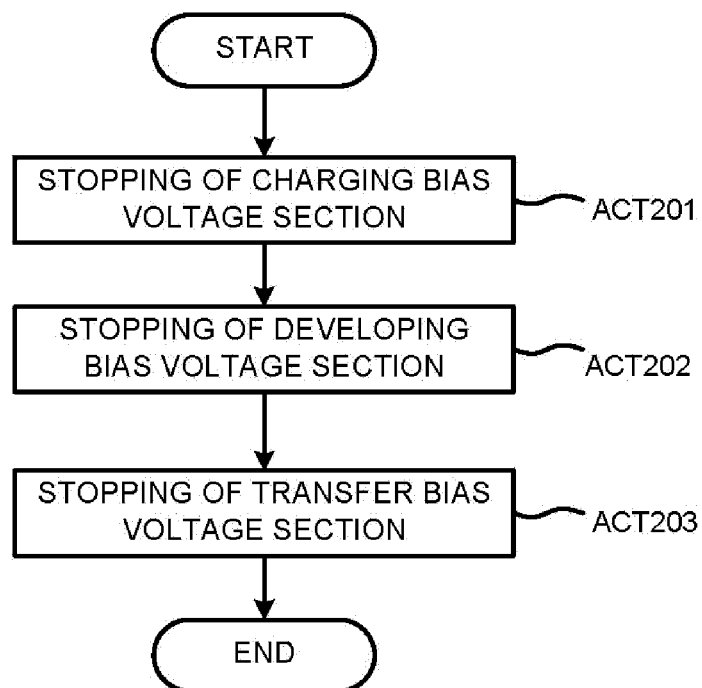 START
STOPPING OF CHARGING BIAS
VOLTAGE SECTION
ACT201
STOPPING OF DEVELOPING
BIAS VOLTAGE SECTION
ACT202
STOPPING OF TRANSFER BIAS
VOLTAGE SECTION
ACT203
END